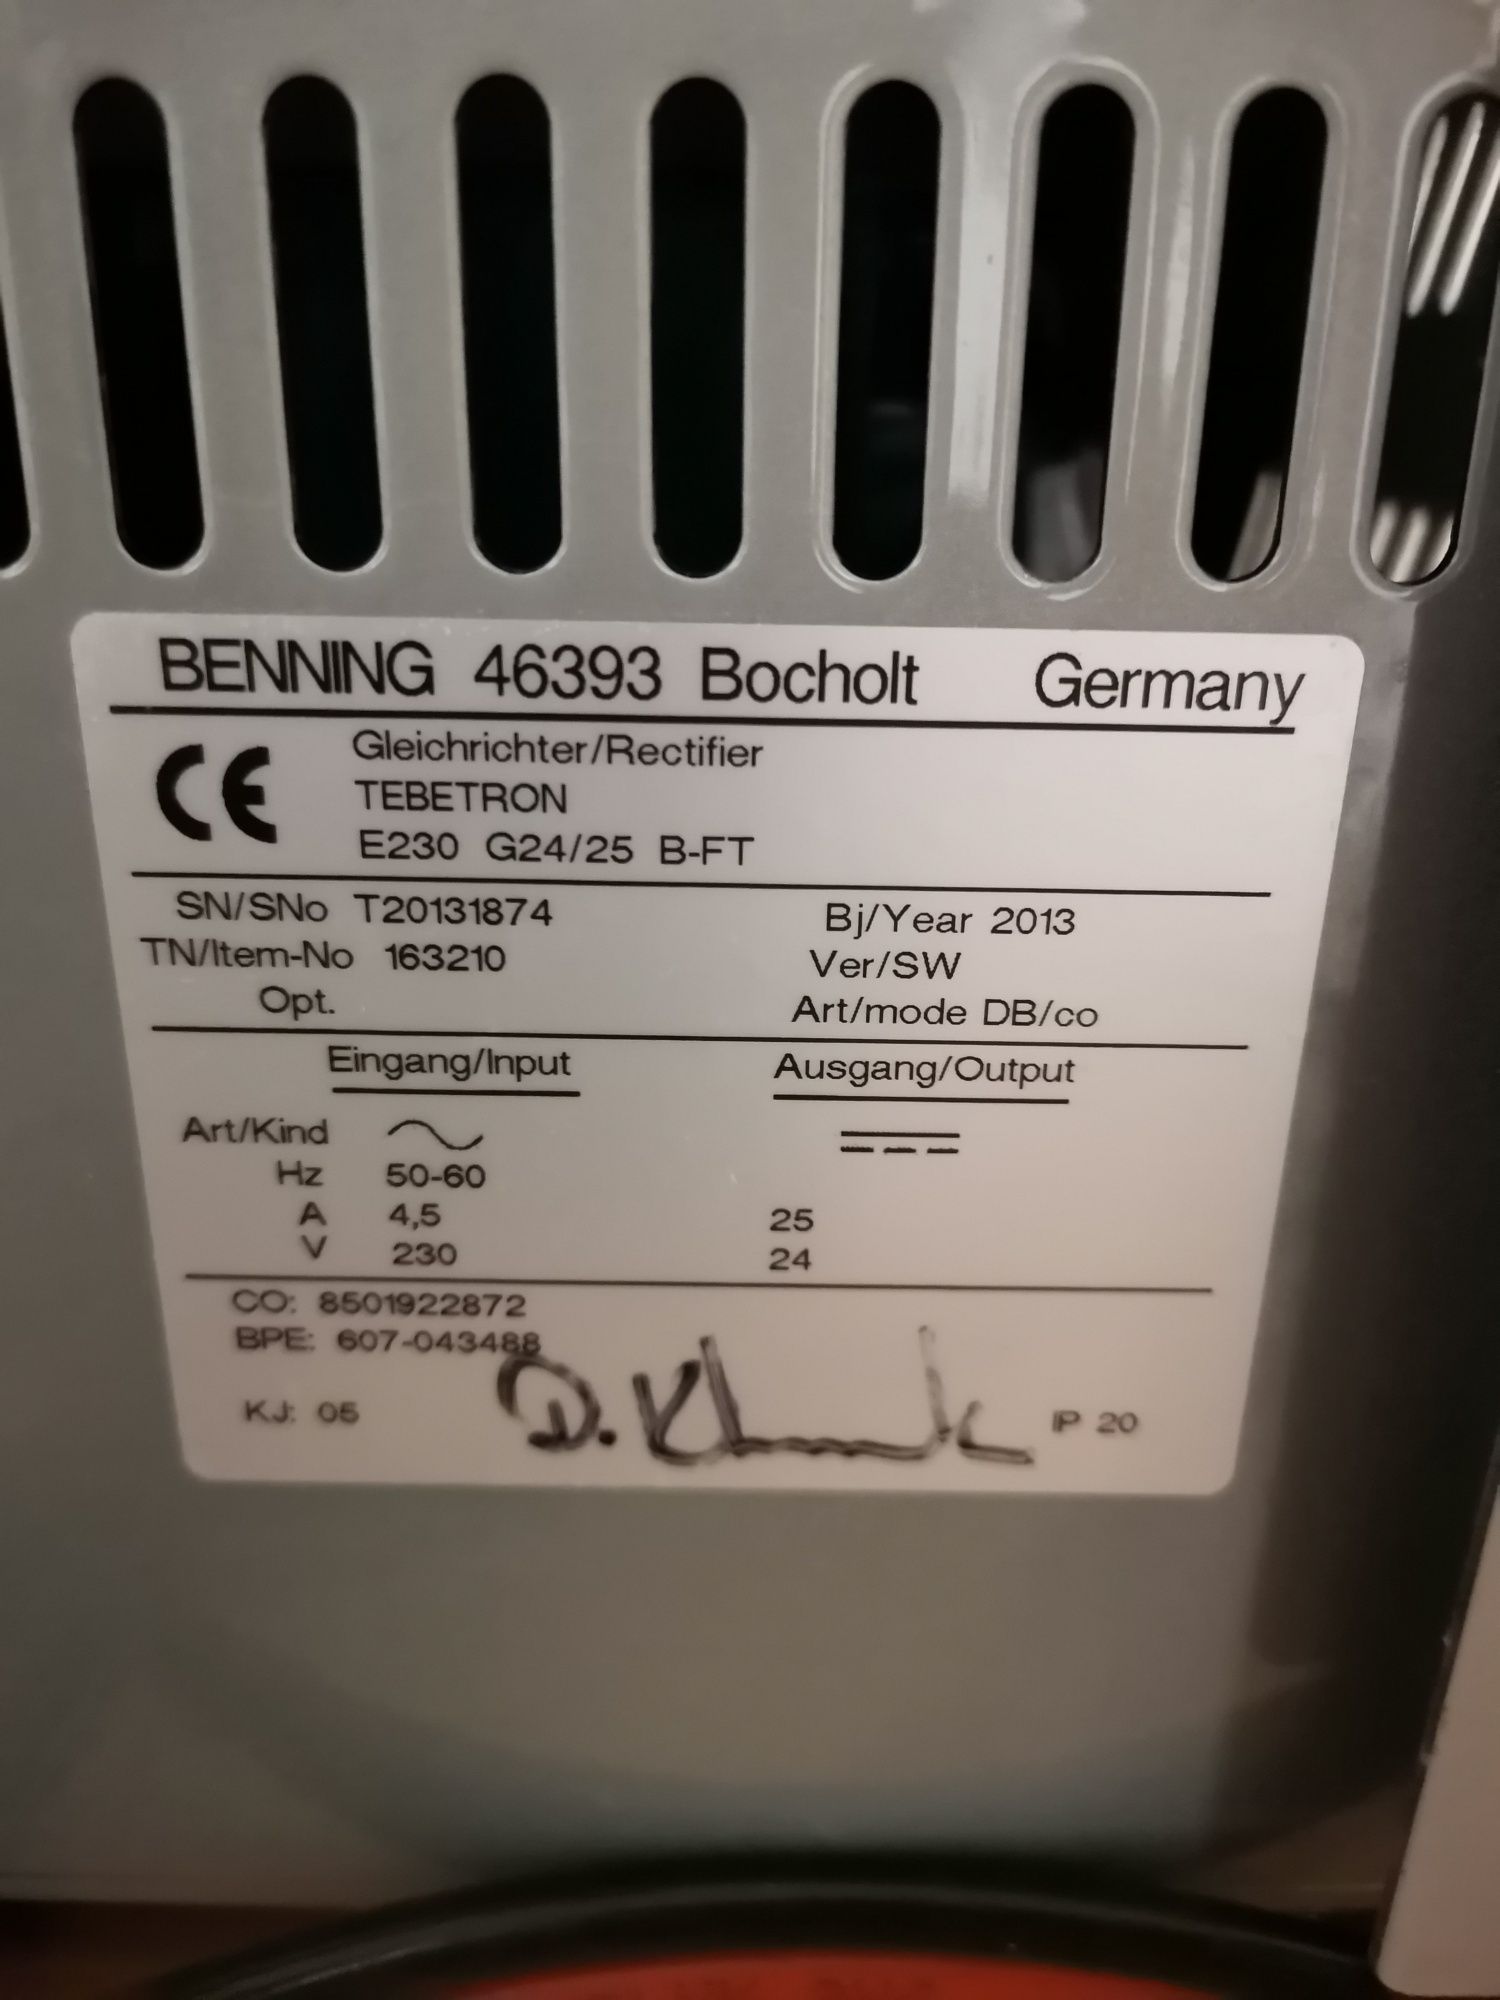 BENNING 46393 Bocholt Germany
CE Gleichrichter/Rectifier
TEBETRON
E230 G24/25 B-FT
SN/SNo T20131874 Bj/Year 2013
TN/Item-No 163210 Ver/SW
Opt. Art/mode DB/co
Eingang/Input Ausgang/Output
Art/Kind
Hz 50-60
A 4,5 25
V 230 24
CO: 8501922872
BPE: 607-043488
KJ: 05 D. IP 20